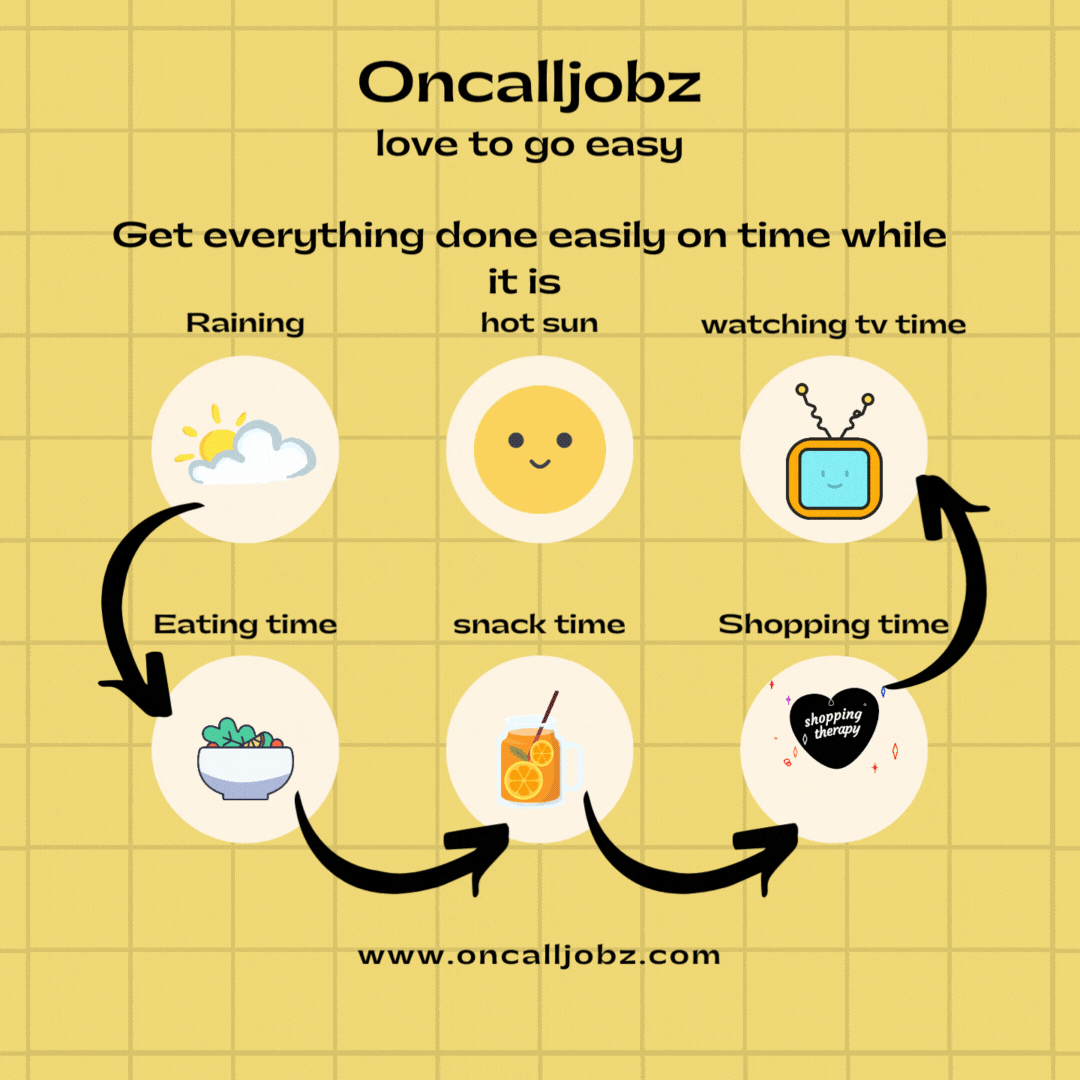 Oncalljobz
love to go easy
Get everything done easily on time while
it is
Raining
hot sun
watching tv time
Eating time
snack time
Shopping time
shopping
therapy
www.oncalljobz.com